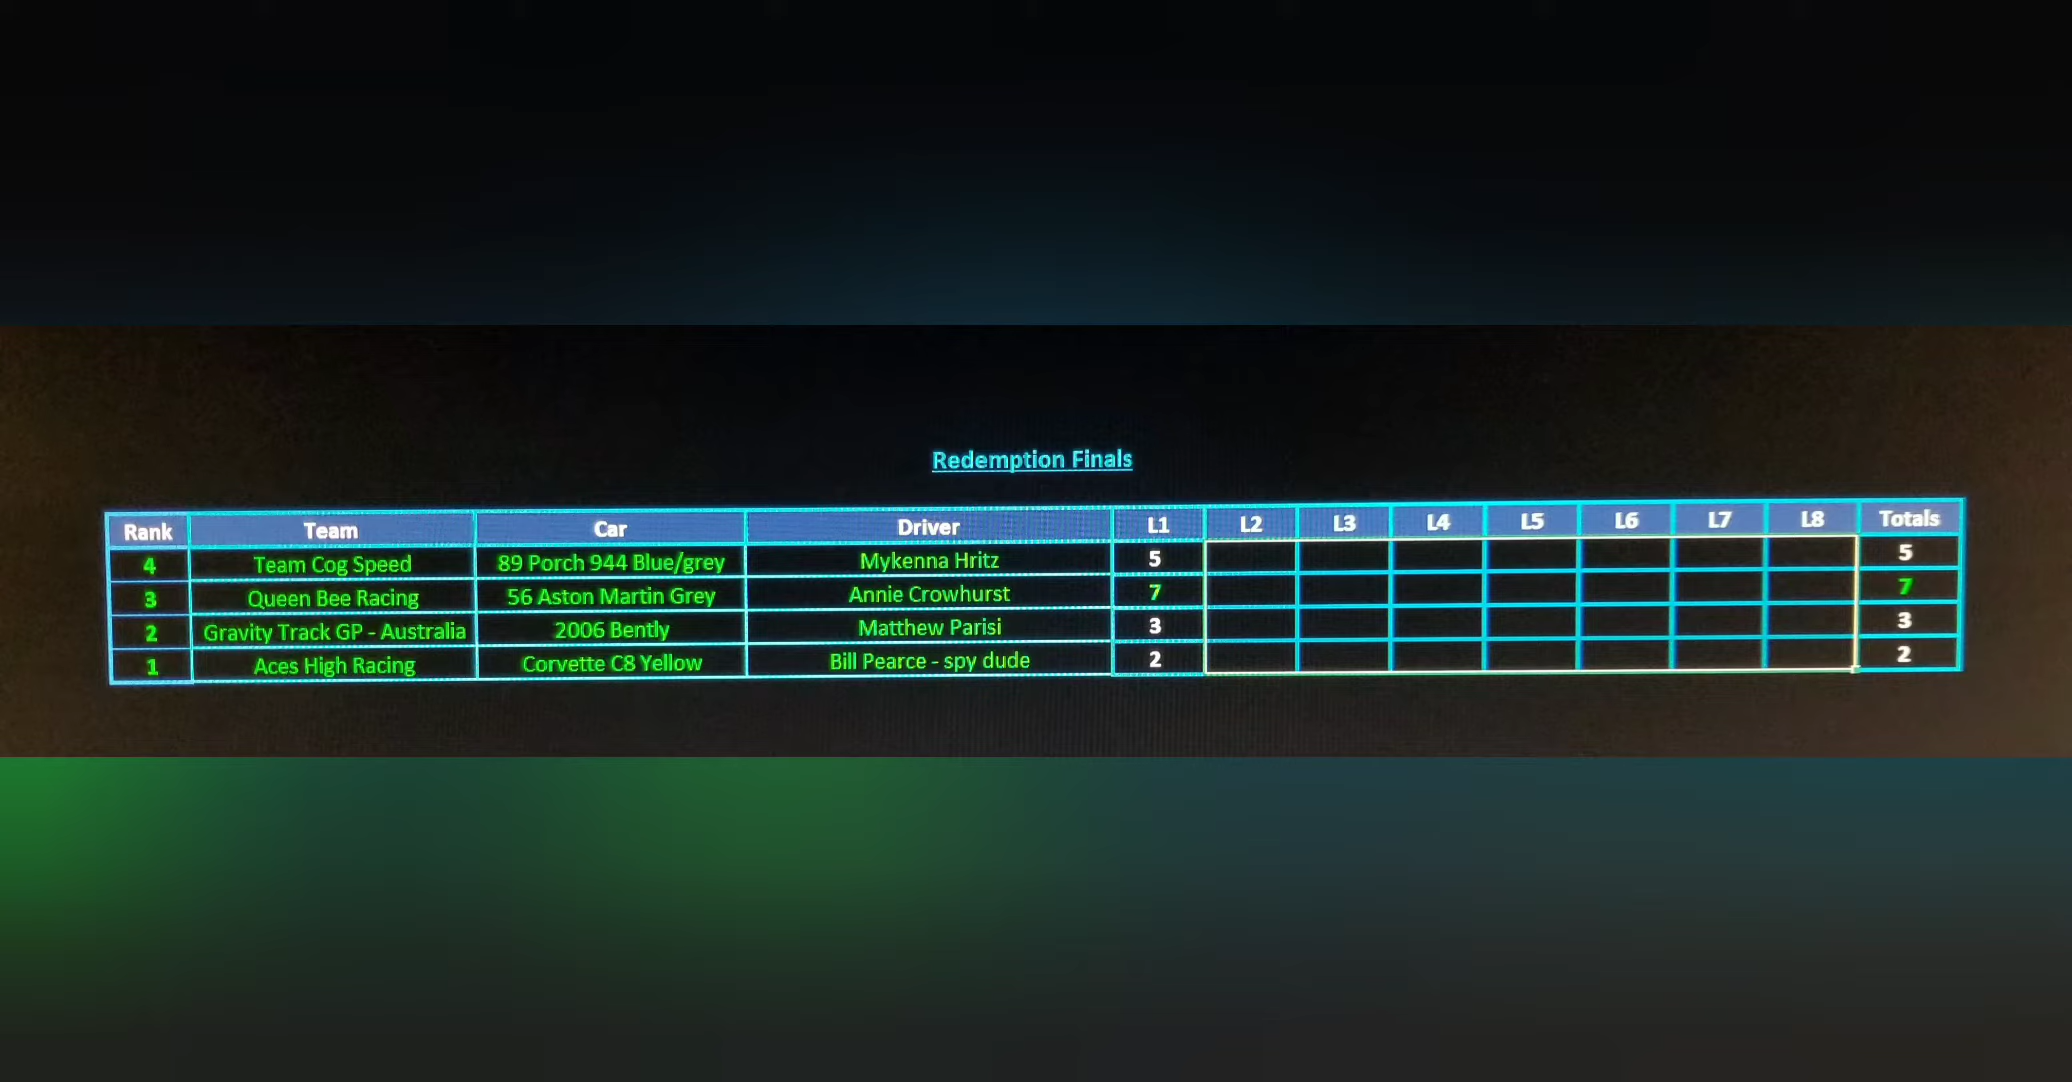 Redemption Finals
Rank Team Car Driver L1 L2 L3 L4 L5 L6 L7 L8 Totals
4 Team Cog Speed 89 Porch 944 Blue/grey Mykenna Hritz 5 5
3 Queen Bee Racing 56 Aston Martin Grey Annie Crowhurst 7 7
2 Gravity Track GP - Australia 2006 Bently Matthew Parisi 3 3
1 Aces High Racing Corvette C8 Yellow Bill Pearce - spy dude 2 2